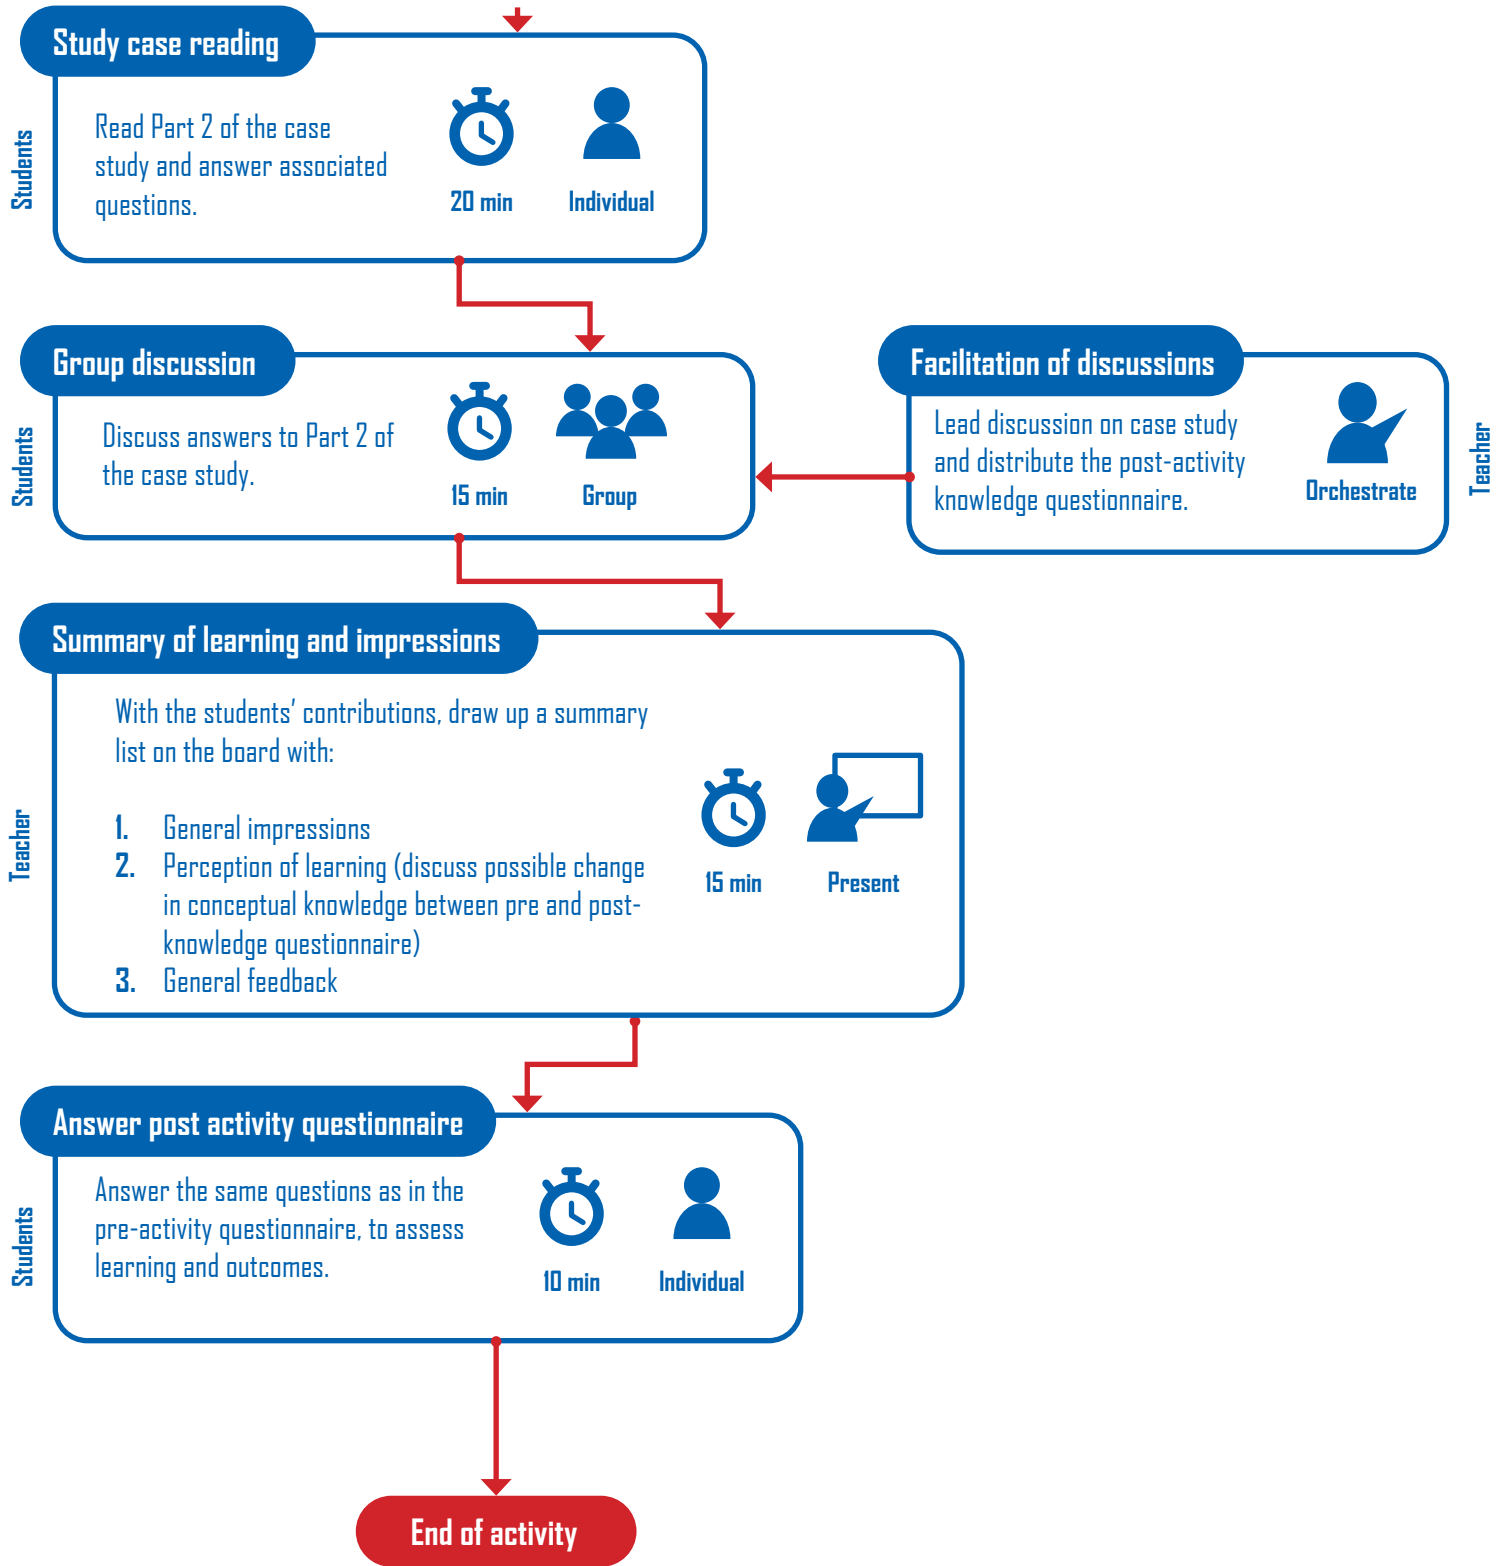 Study case reading
Students
Read Part 2 of the case
study and answer associated
questions.
20 min
Individual
Group discussion
Students
Discuss answers to Part 2 of
the case study.
15 min
Group
Facilitation of discussions
Lead discussion on case study
and distribute the post-activity
knowledge questionnaire.
Orchestrate
Teacher
Summary of learning and impressions
Teacher
With the students' contributions, draw up a summary
list on the board with:
1. General impressions
2. Perception of learning (discuss possible change
in conceptual knowledge between pre and post-
knowledge questionnaire)
3. General feedback
15 min
Present
Answer post activity questionnaire
Students
Answer the same questions as in the
pre-activity questionnaire, to assess
learning and outcomes.
10 min
Individual
End of activity